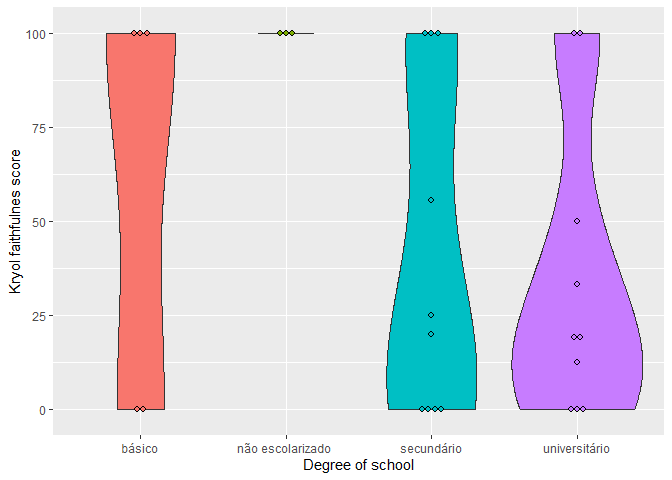 100
75
50
25
0
Kryol faithfulnes score
básico
não escolarizado
secundário
universitário
Degree of school